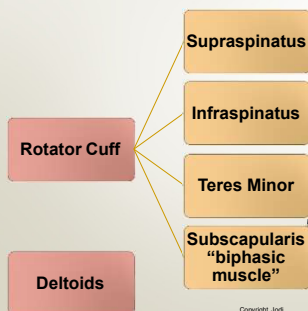 Supraspinatus
Infraspinatus
Rotator Cuff
Teres Minor
Subscapularis
“biphasic
muscle”
Deltoids
Copyright Jodi